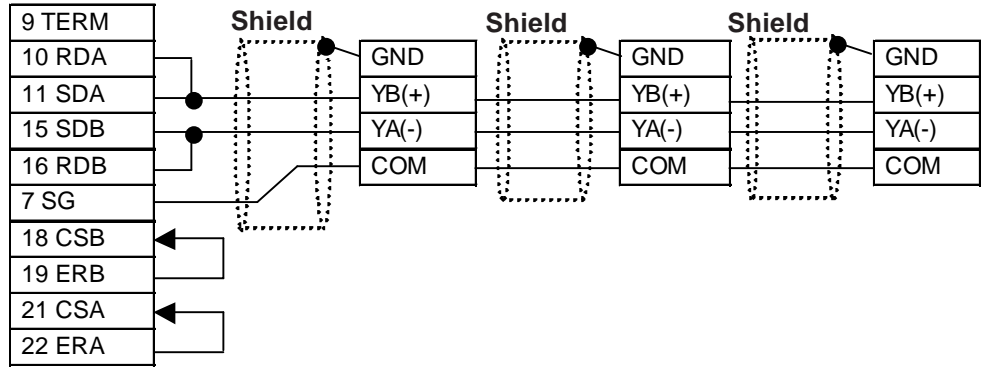 9 TERM
10 RDA
11 SDA
15 SDB
16 RDB
7 SG
18 CSB
19 ERB
21 CSA
22 ERA
Shield
GND
YB(+)
YA(-)
COM
Shield
GND
YB(+)
YA(-)
COM
Shield
GND
YB(+)
YA(-)
COM